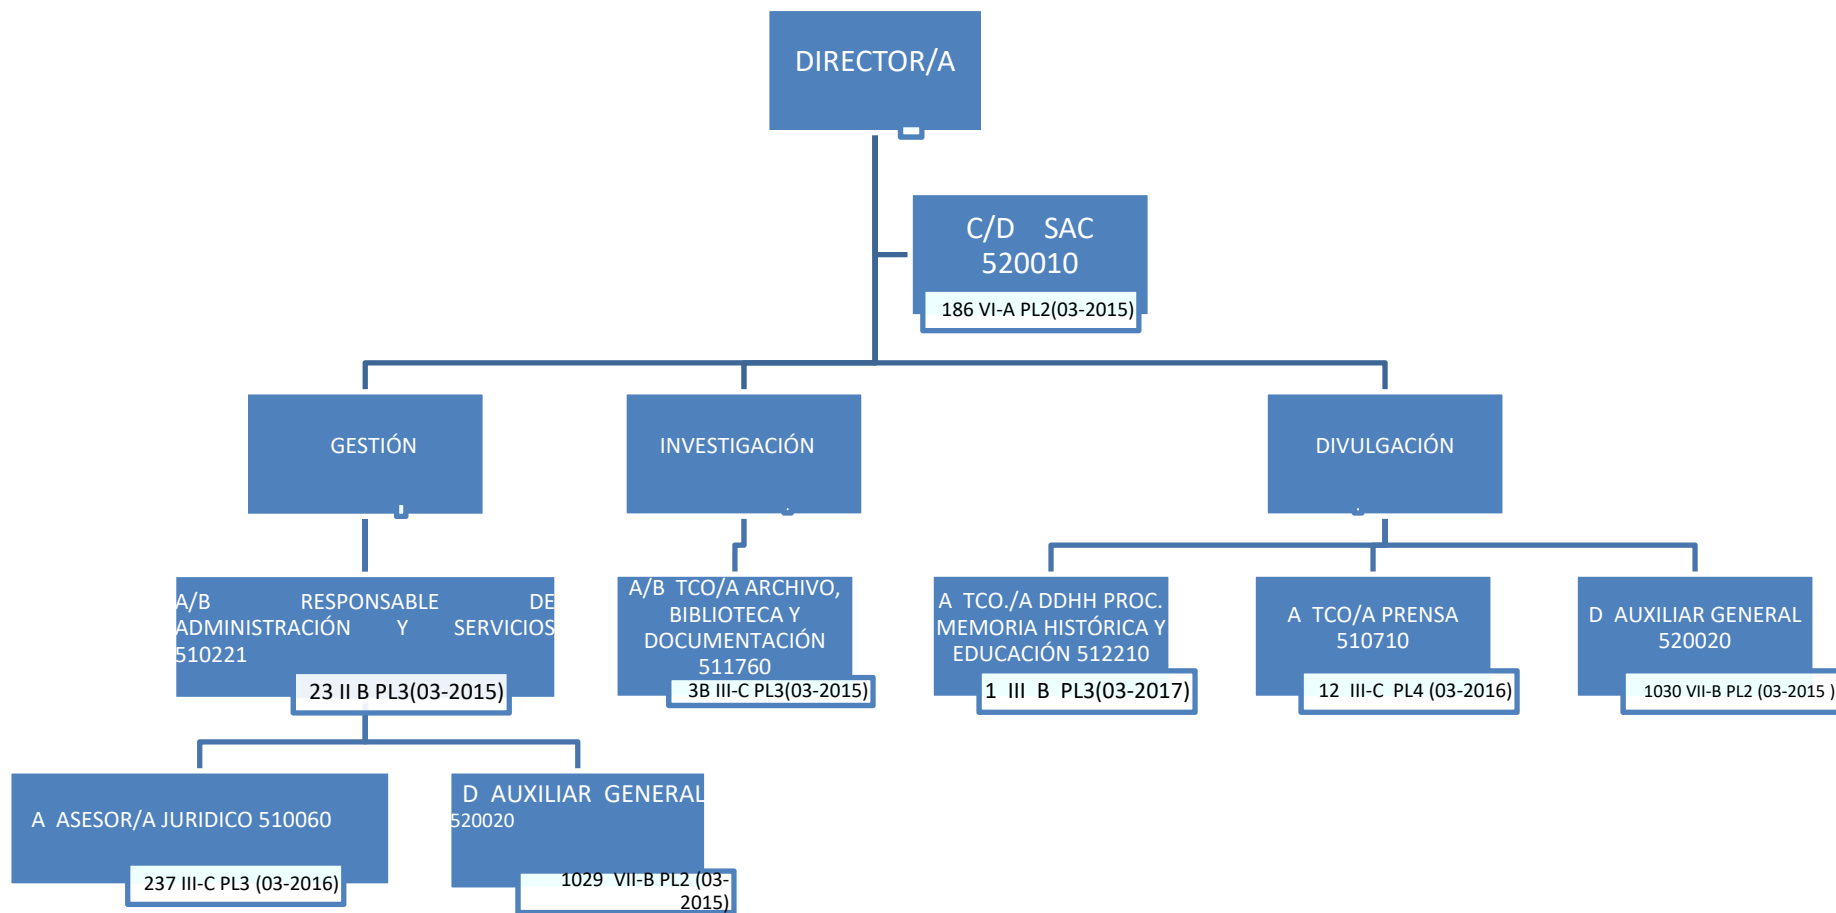 DIRECTOR/A
C/D SAC
520010
186 VI-A PL2(03-2015)
GESTIÓN
INVESTIGACIÓN
DIVULGACIÓN
A/B RESPONSABLE DE
ADMINISTRACIÓN Y SERVICIOS
510221
23 II B PL3(03-2015)
A/B TCO/A ARCHIVO,
BIBLIOTECA Y
DOCUMENTACIÓN
511760
3B III-C PL3(03-2015)
A TCO./A DDHH PROC.
MEMORIA HISTÓRICA Y
EDUCACIÓN 512210
1 III B PL3(03-2017)
A TCO/A PRENSA
510710
12 III-C PL4 (03-2016)
D AUXILIAR GENERAL
520020
1030 VII-B PL2 (03-2015 )
A ASESOR/A JURIDICO 510060
237 III-C PL3 (03-2016)
D AUXILIAR GENERAL
520020
1029 VII-B PL2 (03-
2015)